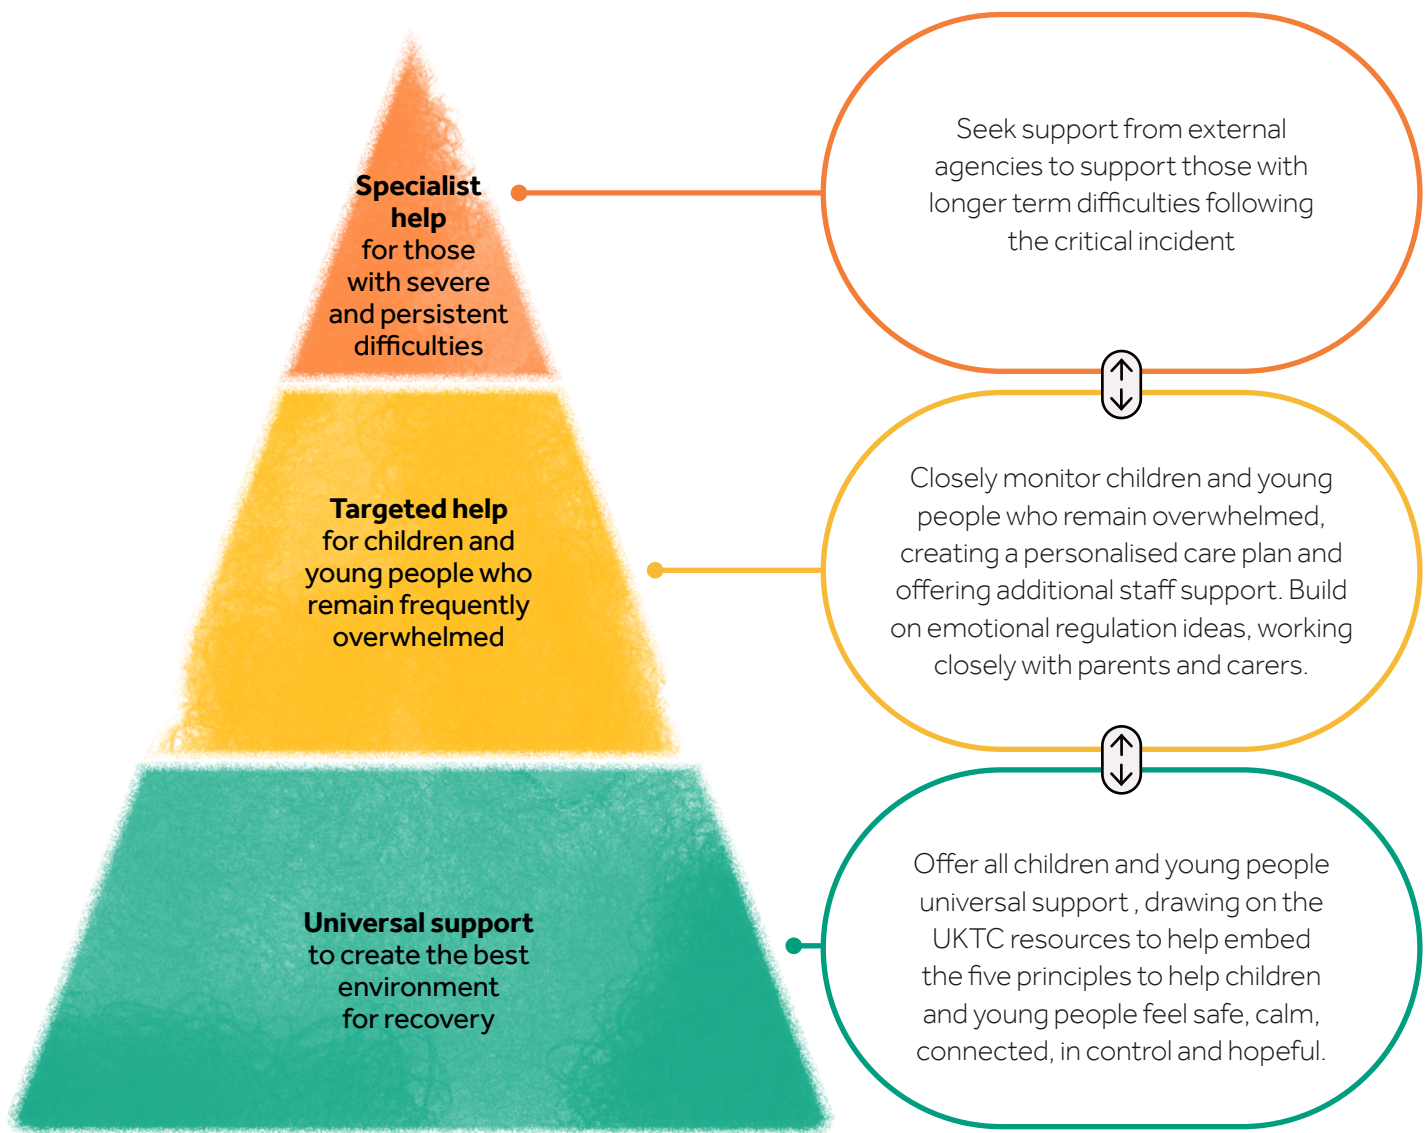 Specialist
help
for those
with severe
and persistent
difficulties
Seek support from external
agencies to support those with
longer term difficulties following
the critical incident
Targeted help
for children and
young people who
remain frequently
overwhelmed
Closely monitor children and young
people who remain overwhelmed,
creating a personalised care plan and
offering additional staff support. Build
on emotional regulation ideas, working
closely with parents and carers.
Universal support
to create the best
environment
for recovery
Offer all children and young people
universal support , drawing on the
UKTC resources to help embed
the five principles to help children
and young people feel safe, calm,
connected, in control and hopeful.